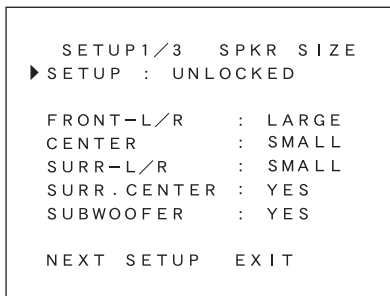 SETUP1/3 SPKR SIZE
SETUP : UNLOCKED
FRONT-L/R : LARGE
CENTER : SMALL
SURR-L/R : SMALL
SURR.CENTER : YES
SUBWOOFER : YES
NEXT SETUP EXIT